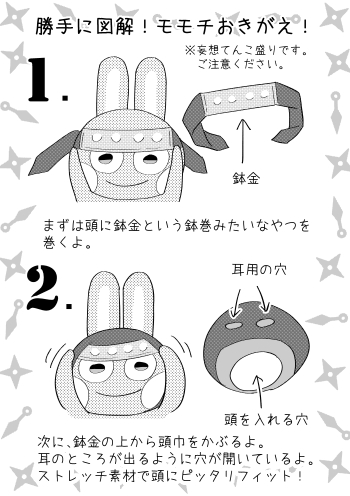 勝手に図解！モモチおきがえ！
※妄想てんこ盛りです。
ご注意ください。
1.
鉢金
まずは頭に鉢金という鉢巻みたいなやつを
巻くよ。
2.
耳用の穴
頭を入れる穴
次に、鉢金の上から頭巾をかぶるよ。
耳のところが出るように穴が開いているよ。
ストレッチ素材で頭にピッタリフィット！